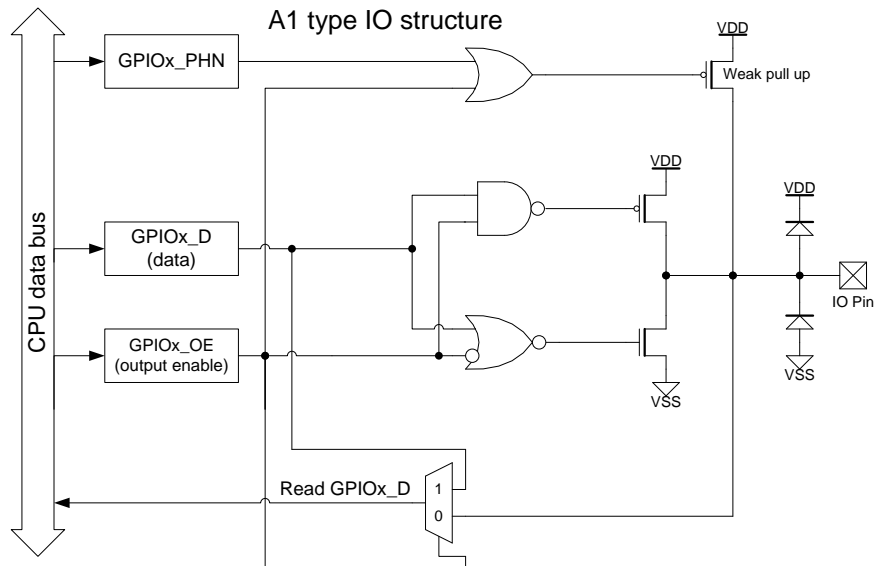 A1 type IO structure
GPIOx_PHN
VDD
Weak pull up
CPU data bus
GPIOx_D
(data)
VDD
VDD
IO Pin
GPIOx_OE
(output enable)
VSS
VSS
Read GPIOx_D
1
0